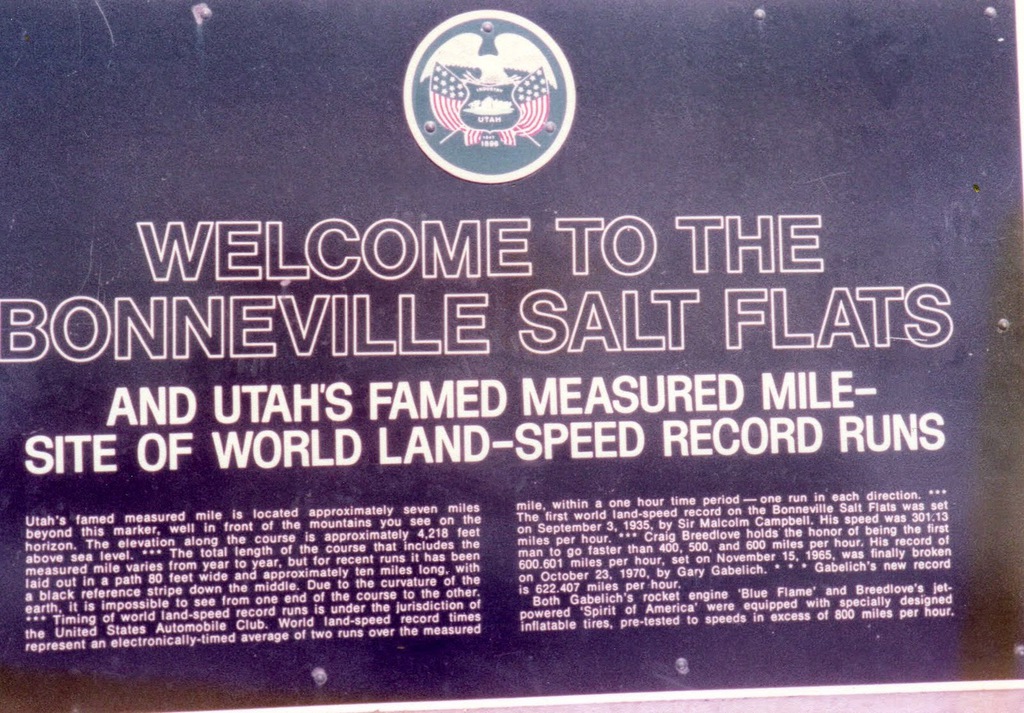 INDUSTRY
UTAH
1847
1896
WELCOME TO THE
BONNEVILLE SALT FLATS
AND UTAH'S FAMED MEASURED MILE-
SITE OF WORLD LAND-SPEED RECORD RUNS
Utah's famed measured mile is located approximately seven miles
beyond this marker, well in front of the mountains you see on the
horizon. The elevation along the course is approximately 4,218 feet
above sea level. *** The total length of the course that includes the
measured mile varies from year to year, but for recent runs it has been
laid out in a path 80 feet wide and approximately ten miles long, with
a black reference stripe down the middle. Due to the curvature of the
earth, it is impossible to see from one end of the course to the other.
*** Timing of world land-speed record runs is under the jurisdiction of
the United States Automobile Club. World land-speed record times
represent an electronically-timed average of two runs over the measured
mile, within a one hour time period — one run in each direction. ***
The first world land-speed record on the Bonneville Salt Flats was set
on September 3, 1935, by Sir Malcolm Campbell. His speed was 301.13
miles per hour. *** Craig Breedlove holds the honor of being the first
man to go faster than 400, 500, and 600 miles per hour. His record of
600.601 miles per hour, set on November 15, 1965, was finally broken
on October 23, 1970, by Gary Gabelich. * * * Gabelich's new record
is 622.407 miles per hour.
Both Gabelich's rocket engine 'Blue Flame' and Breedlove's jet-
powered 'Spirit of America' were equipped with specially designed
inflatable tires, pre-tested to speeds in excess of 800 miles per hour.